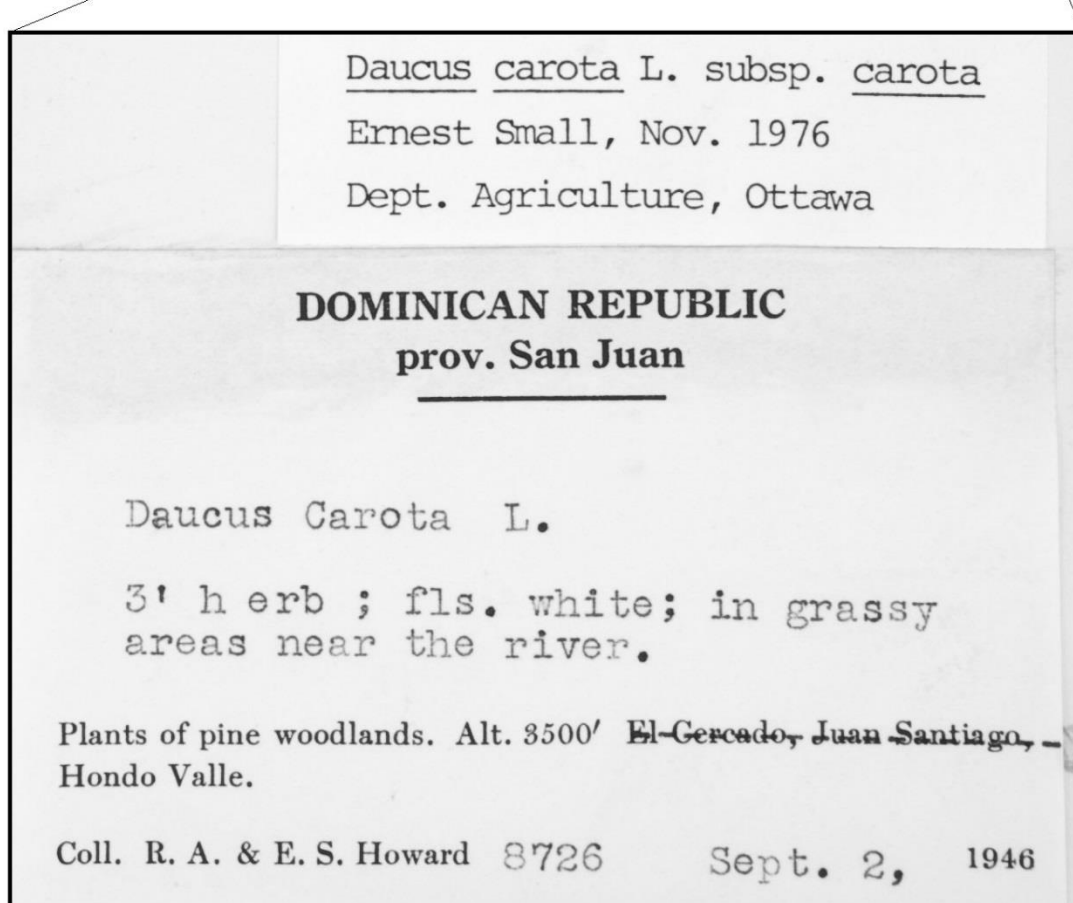 Daucus carota L. subsp. carota
Ernest Small, Nov. 1976
Dept. Agriculture, Ottawa
DOMINICAN REPUBLIC
prov. San Juan
Daucus Carota L.
3' h erb ; fls. white; in grassy
areas near the river.
Plants of pine woodlands. Alt. 3500′ El Cercado, Juan Santiago,
Hondo Valle.
Coll. R. A. & E. S. Howard 8726 Sept. 2, 1946